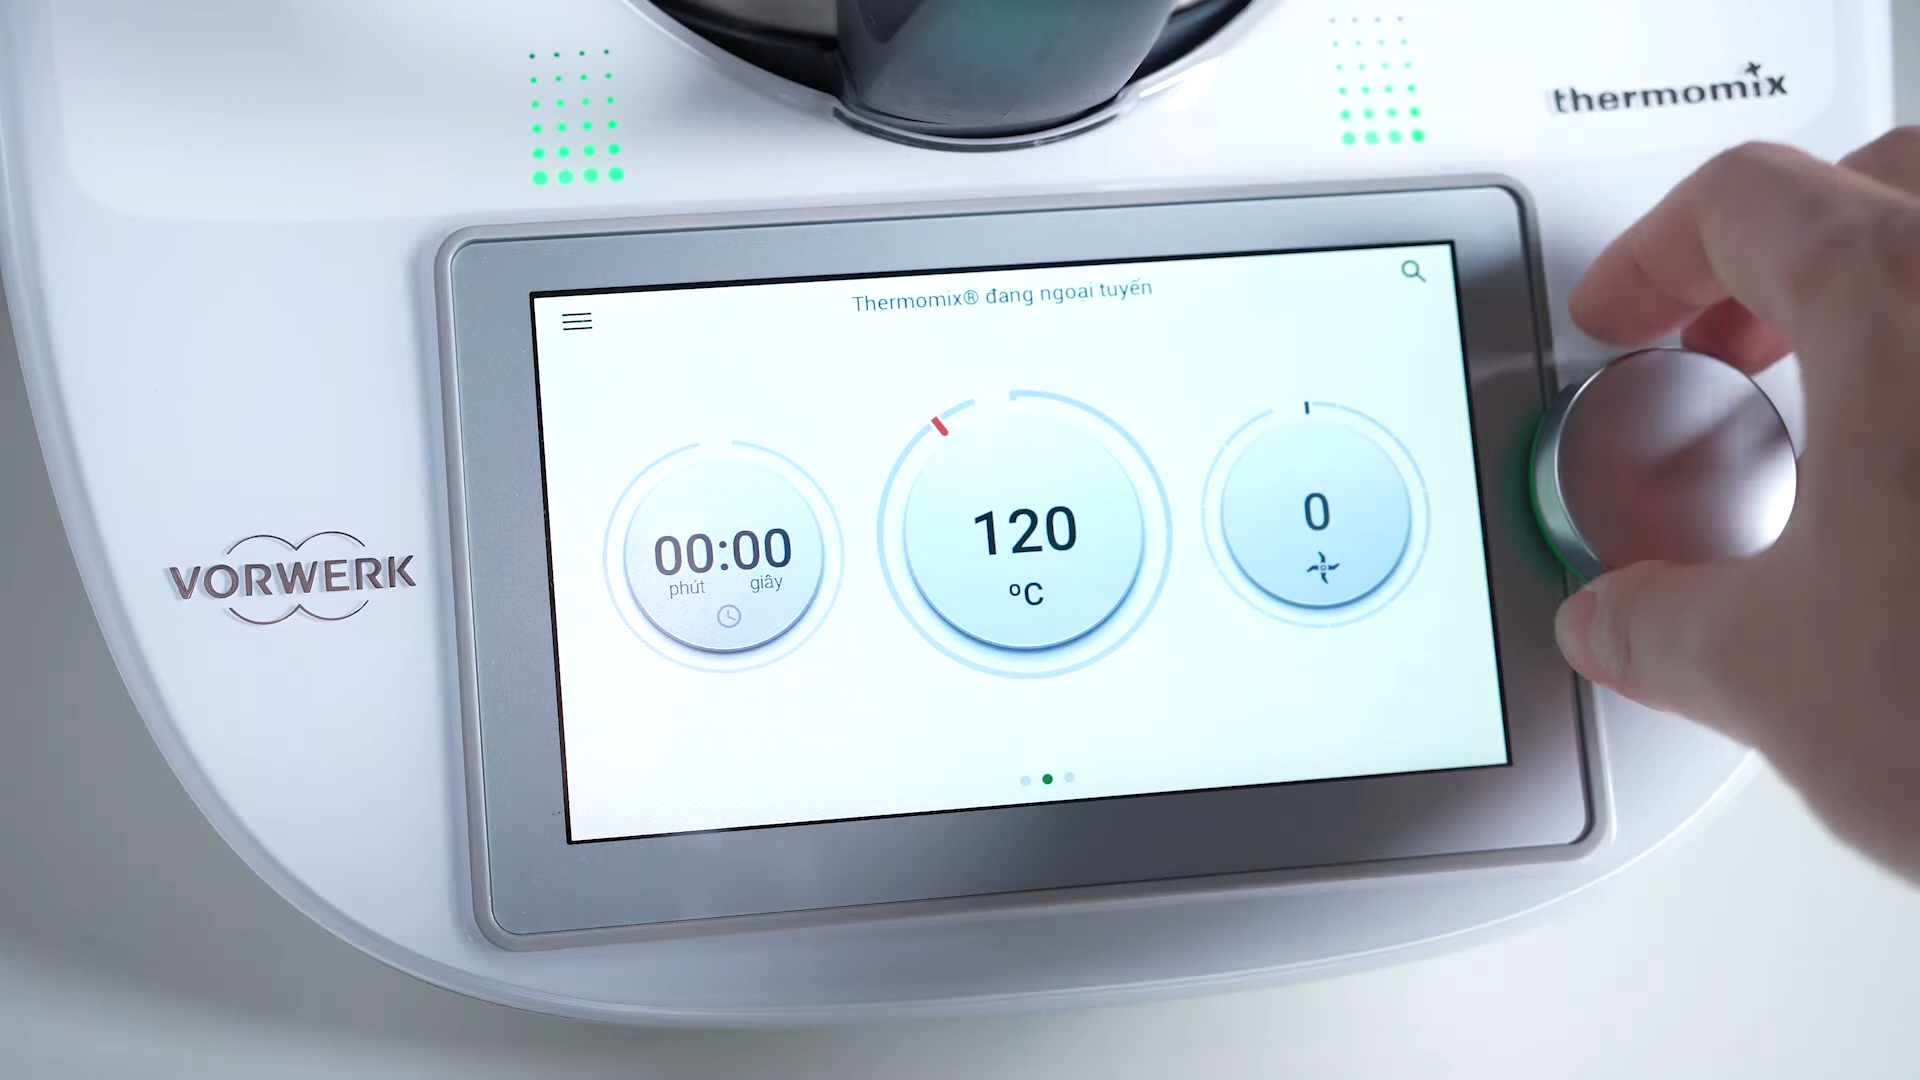 thermomix
Thermomix® đang ngoại tuyến
00:00
phút giây
120
°C
0
VORWERK